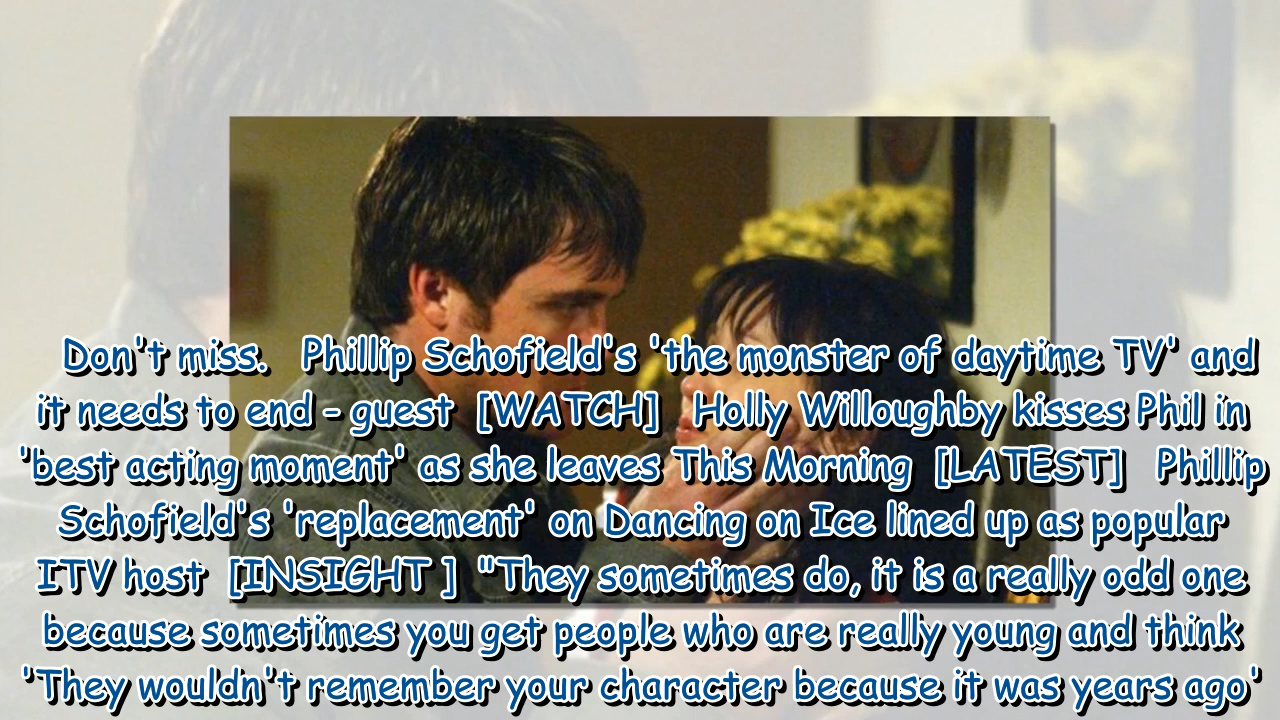 Don't miss. Phillip Schofield's 'the monster of daytime TV' and
it needs to end - guest [WATCH] Holly Willoughby kisses Phil in
'best acting moment' as she leaves This Morning [LATEST] Phillip
Schofield's 'replacement' on Dancing on Ice lined up as popular
ITV host [INSIGHT ] "They sometimes do, it is a really odd one
because sometimes you get people who are really young and think
'They wouldn't remember your character because it was years ago'